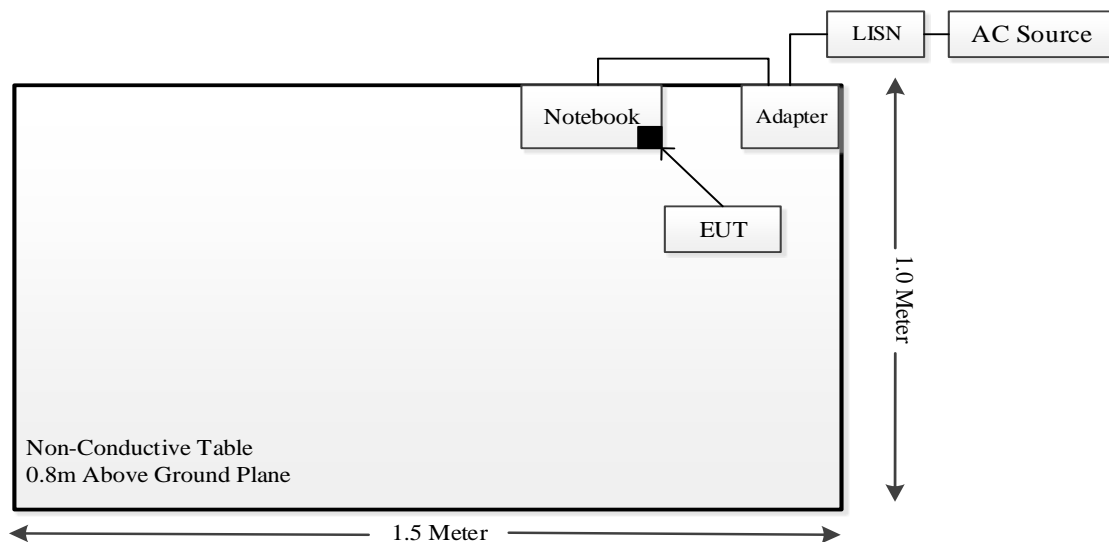 LISN
AC Source
Notebook
Adapter
EUT
1.0 Meter
Non-Conductive Table
0.8m Above Ground Plane
1.5 Meter